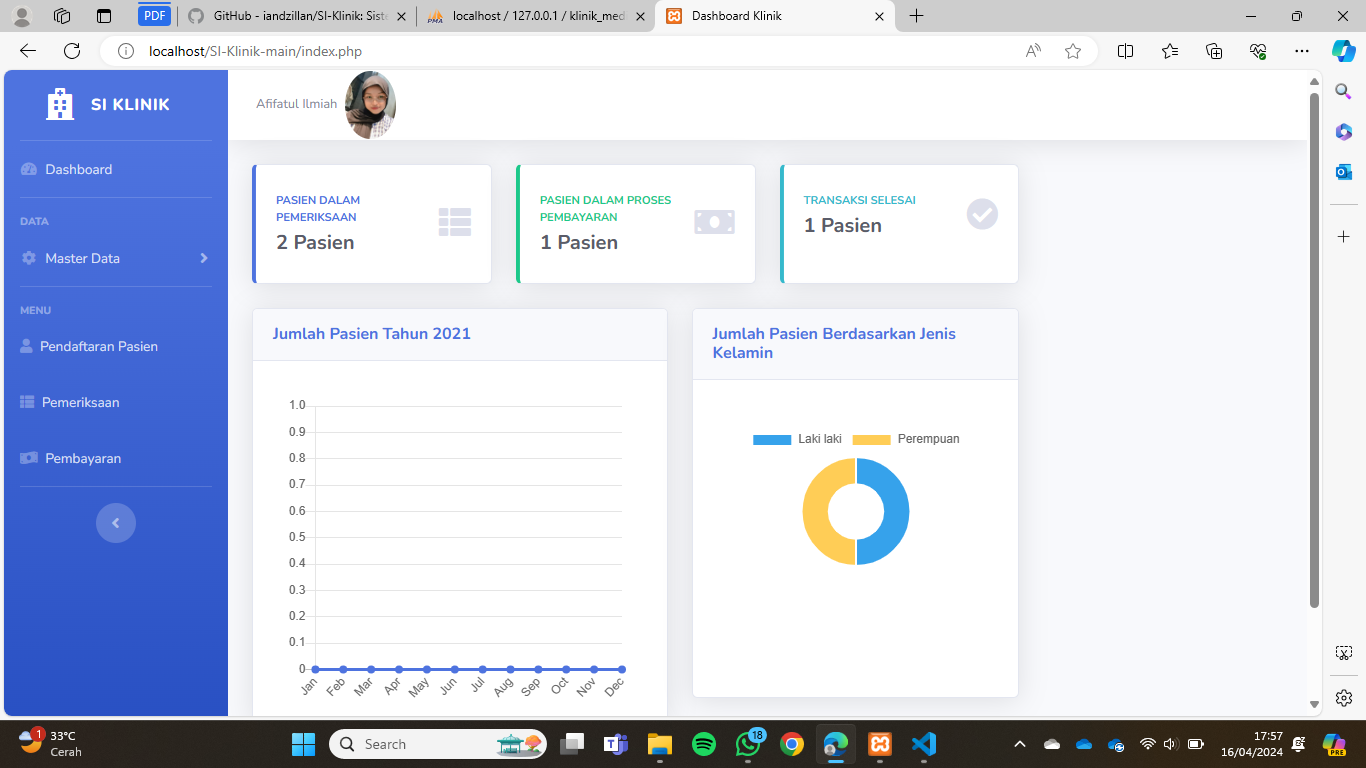 PDF
GitHub - iandzillan/SI-Klinik: Siste
localhost / 127.0.0.1 / klinik_med
Dashboard Klinik
localhost/SI-Klinik-main/index.php
SI KLINIK
Afifatul Ilmiah
Dashboard
DATA
Master Data
MENU
Pendaftaran Pasien
Pemeriksaan
Pembayaran
PASIEN DALAM
PEMERIKSAAN
2 Pasien
PASIEN DALAM PROSES
PEMBAYARAN
1 Pasien
TRANSAKSI SELESAI
1 Pasien
Jumlah Pasien Tahun 2021
1.0
0.9
0.8
0.7
0.6
0.5
0.4
0.3
0.2
0.1
0
Jan Feb Mar Apr May Jun Jul Aug Sep Oct Nov Dec
Jumlah Pasien Berdasarkan Jenis
Kelamin
Laki laki Perempuan
1
33°C
Cerah
Search
18
17:57
16/04/2024
PRE